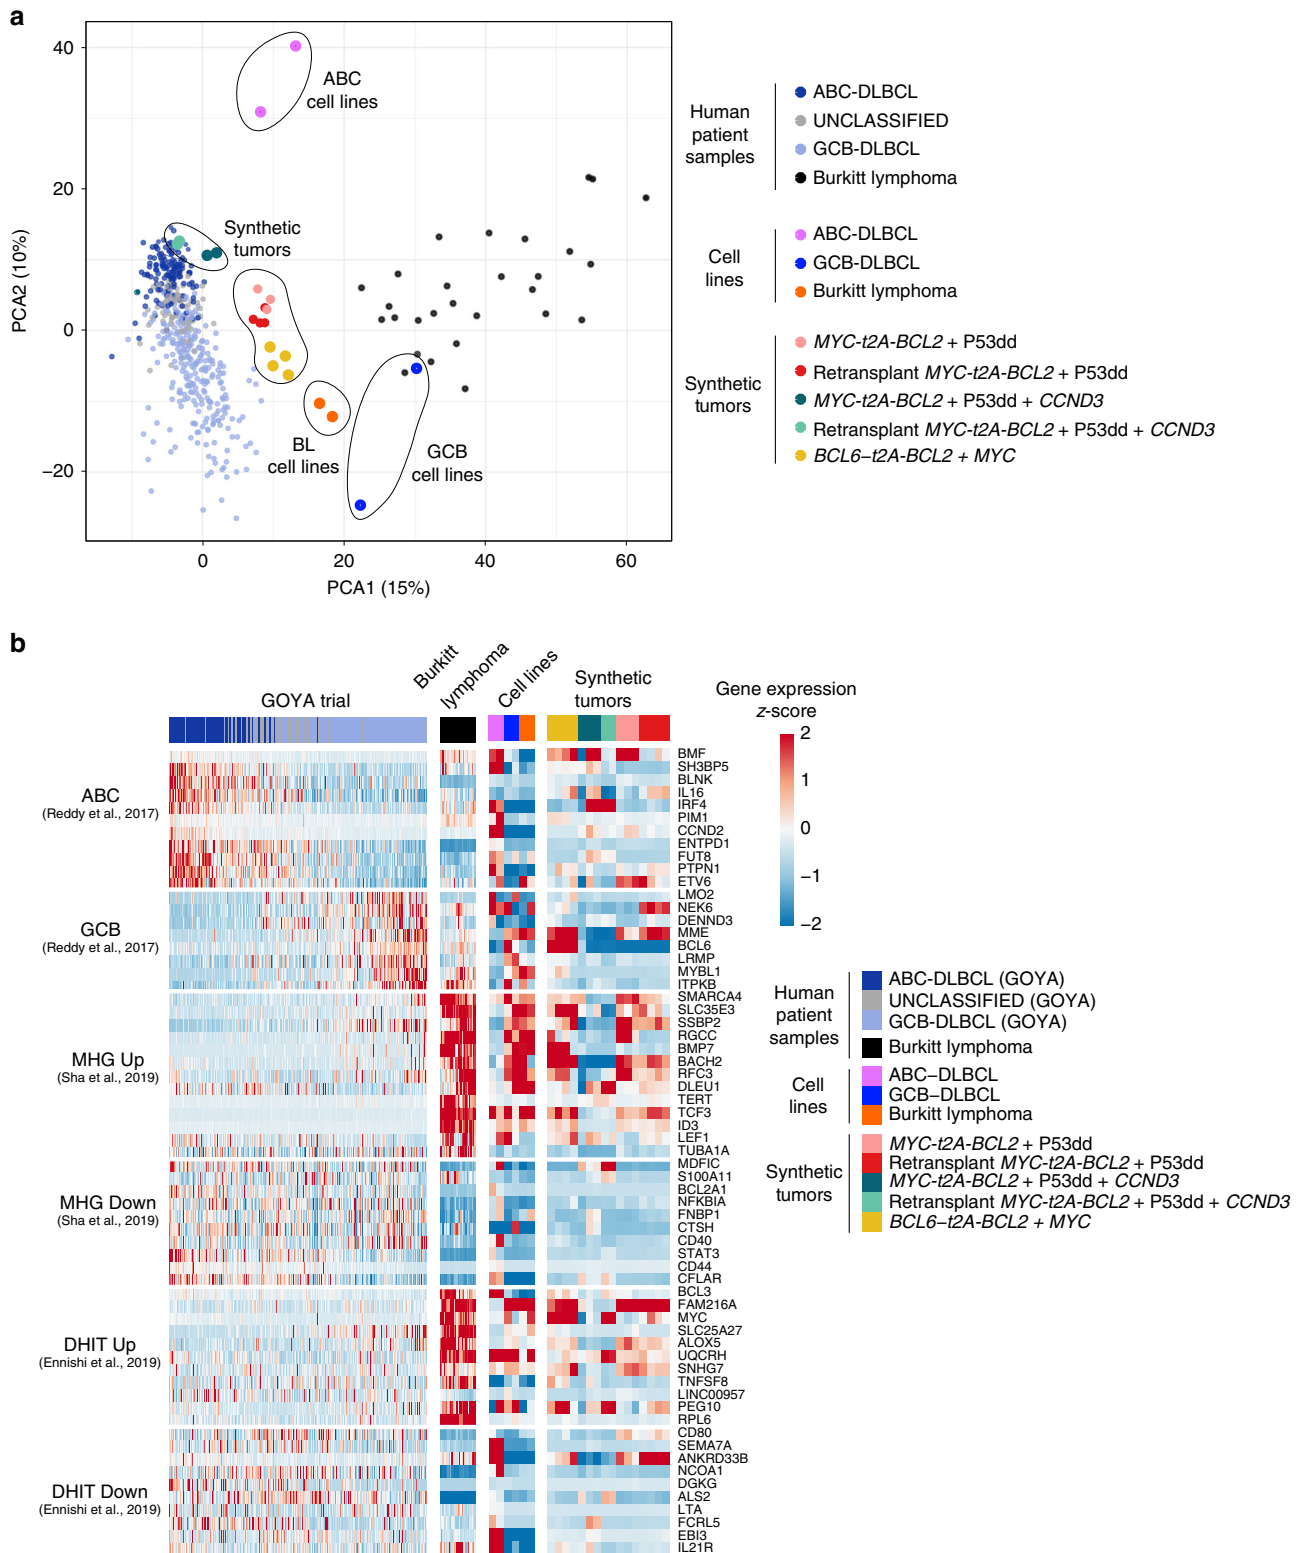 a
40
20
0
−20
PCA2 (10%)
0
20
40
60
PCA1 (15%)
ABC
cell lines
Synthetic
tumors
BL
cell lines
GCB
cell lines
Human
patient
samples
ABC-DLBCL
UNCLASSIFIED
GCB-DLBCL
Burkitt lymphoma
Cell
lines
ABC-DLBCL
GCB-DLBCL
Burkitt lymphoma
Synthetic
tumors
MYC-t2A-BCL2 + P53dd
Retransplant MYC-t2A-BCL2 + P53dd
MYC-t2A-BCL2 + P53dd + CCND3
Retransplant MYC-t2A-BCL2 + P53dd + CCND3
BCL6−t2A-BCL2 + MYC
b
GOYA trial
Burkitt
lymphoma
Cell lines
Synthetic
tumors
ABC
(Reddy et al., 2017)
GCB
(Reddy et al., 2017)
MHG Up
(Sha et al., 2019)
MHG Down
(Sha et al., 2019)
DHIT Up
(Ennishi et al., 2019)
DHIT Down
(Ennishi et al., 2019)
BMF
SH3BP5
BLNK
IL16
IRF4
PIM1
CCND2
ENTPD1
FUT8
PTPN1
ETV6
LMO2
NEK6
DENND3
MME
BCL6
LRMP
MYBL1
ITPKB
SMARCA4
SLC35E3
SSBP2
RGCC
BMP7
BACH2
RFC3
DLEU1
TERT
TCF3
ID3
LEF1
TUBA1A
MDFIC
S100A11
BCL2A1
NFKBIA
FNBP1
CTSH
CD40
STAT3
CD44
CFLAR
BCL3
FAM216A
MYC
SLC25A27
ALOX5
UQCRH
SNHG7
TNFSF8
LINC00957
PEG10
RPL6
CD80
SEMA7A
ANKRD33B
NCOA1
DGKG
ALS2
LTA
FCRL5
EBI3
IL21R
Gene expression
z-score
2
1
0
−1
−2
Human
patient
samples
ABC-DLBCL (GOYA)
UNCLASSIFIED (GOYA)
GCB-DLBCL (GOYA)
Burkitt lymphoma
Cell
lines
ABC−DLBCL
GCB−DLBCL
Burkitt lymphoma
Synthetic
tumors
MYC-t2A-BCL2 + P53dd
Retransplant MYC-t2A-BCL2 + P53dd
MYC-t2A-BCL2 + P53dd + CCND3
Retransplant MYC-t2A-BCL2 + P53dd + CCND3
BCL6−t2A-BCL2 + MYC